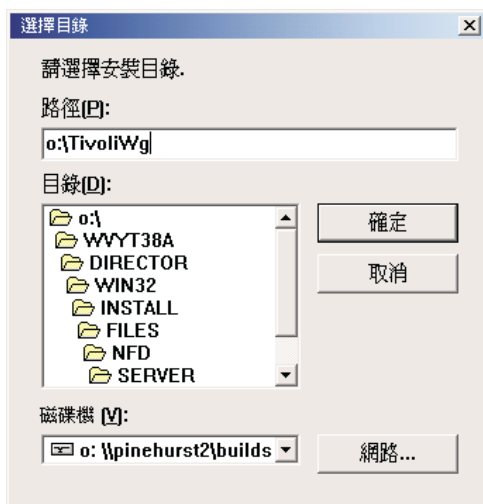 選擇目錄
請選擇安裝目錄.
路徑(P):
o:\TivoliWg
目錄(D):
o:\
WVYT38A
DIRECTOR
WIN32
INSTALL
FILES
NFD
SERVER
確定
取消
磁碟機 (V):
o: \\pinehurst2\builds
網路...